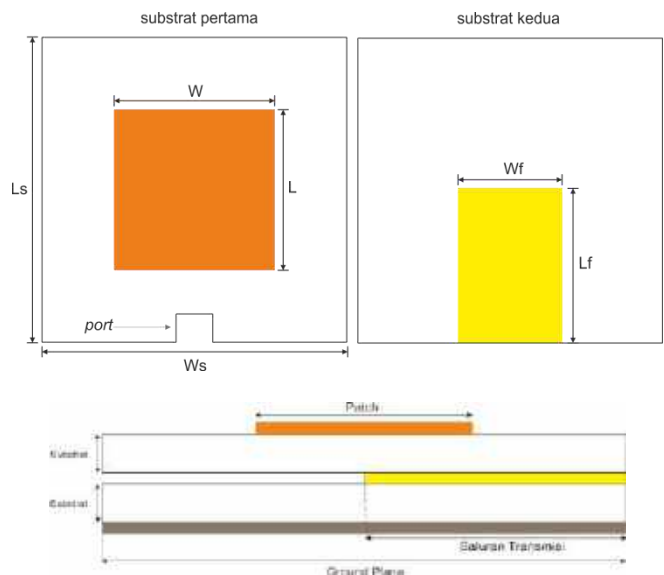 substrat pertama
substrat kedua
W
Ls
L
Wf
Lf
port
Ws
Patch
Substrat
Substrat
Saluran Transmisi
Ground Plane